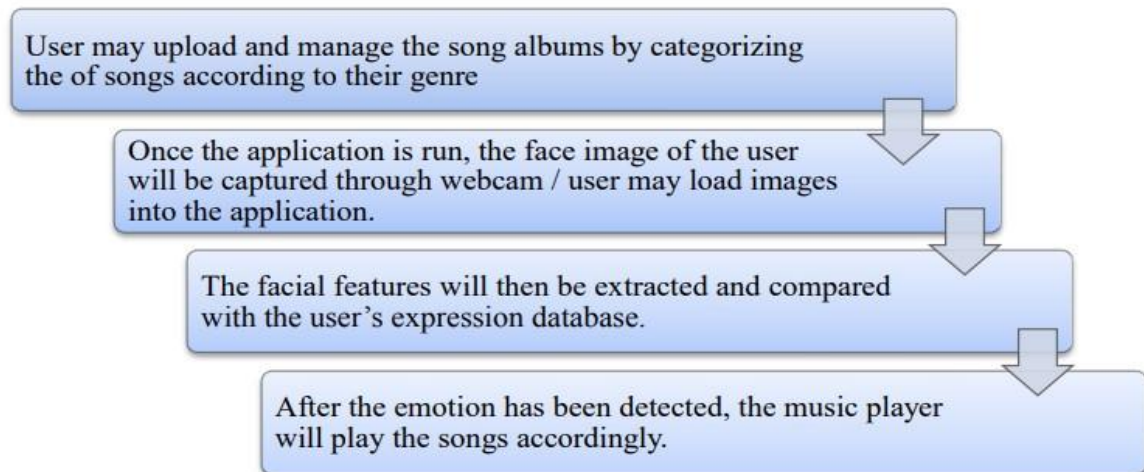 User may upload and manage the song albums by categorizing
the of songs according to their genre
Once the application is run, the face image of the user
will be captured through webcam / user may load images
into the application.
The facial features will then be extracted and compared
with the user’s expression database.
After the emotion has been detected, the music player
will play the songs accordingly.